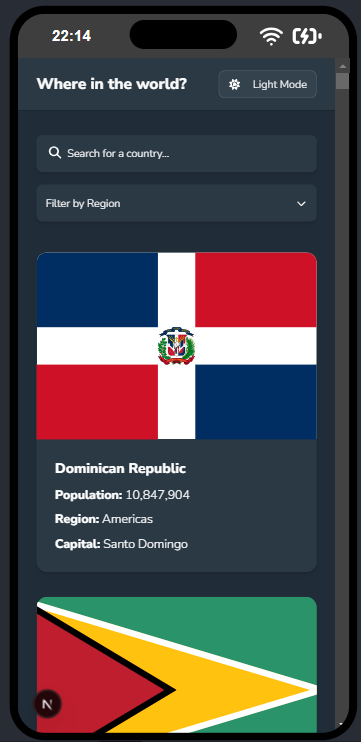 22:14
Where in the world?
Light Mode
Search for a country...
Filter by Region
Dominican Republic
Population: 10,847,904
Region: Americas
Capital: Santo Domingo
N